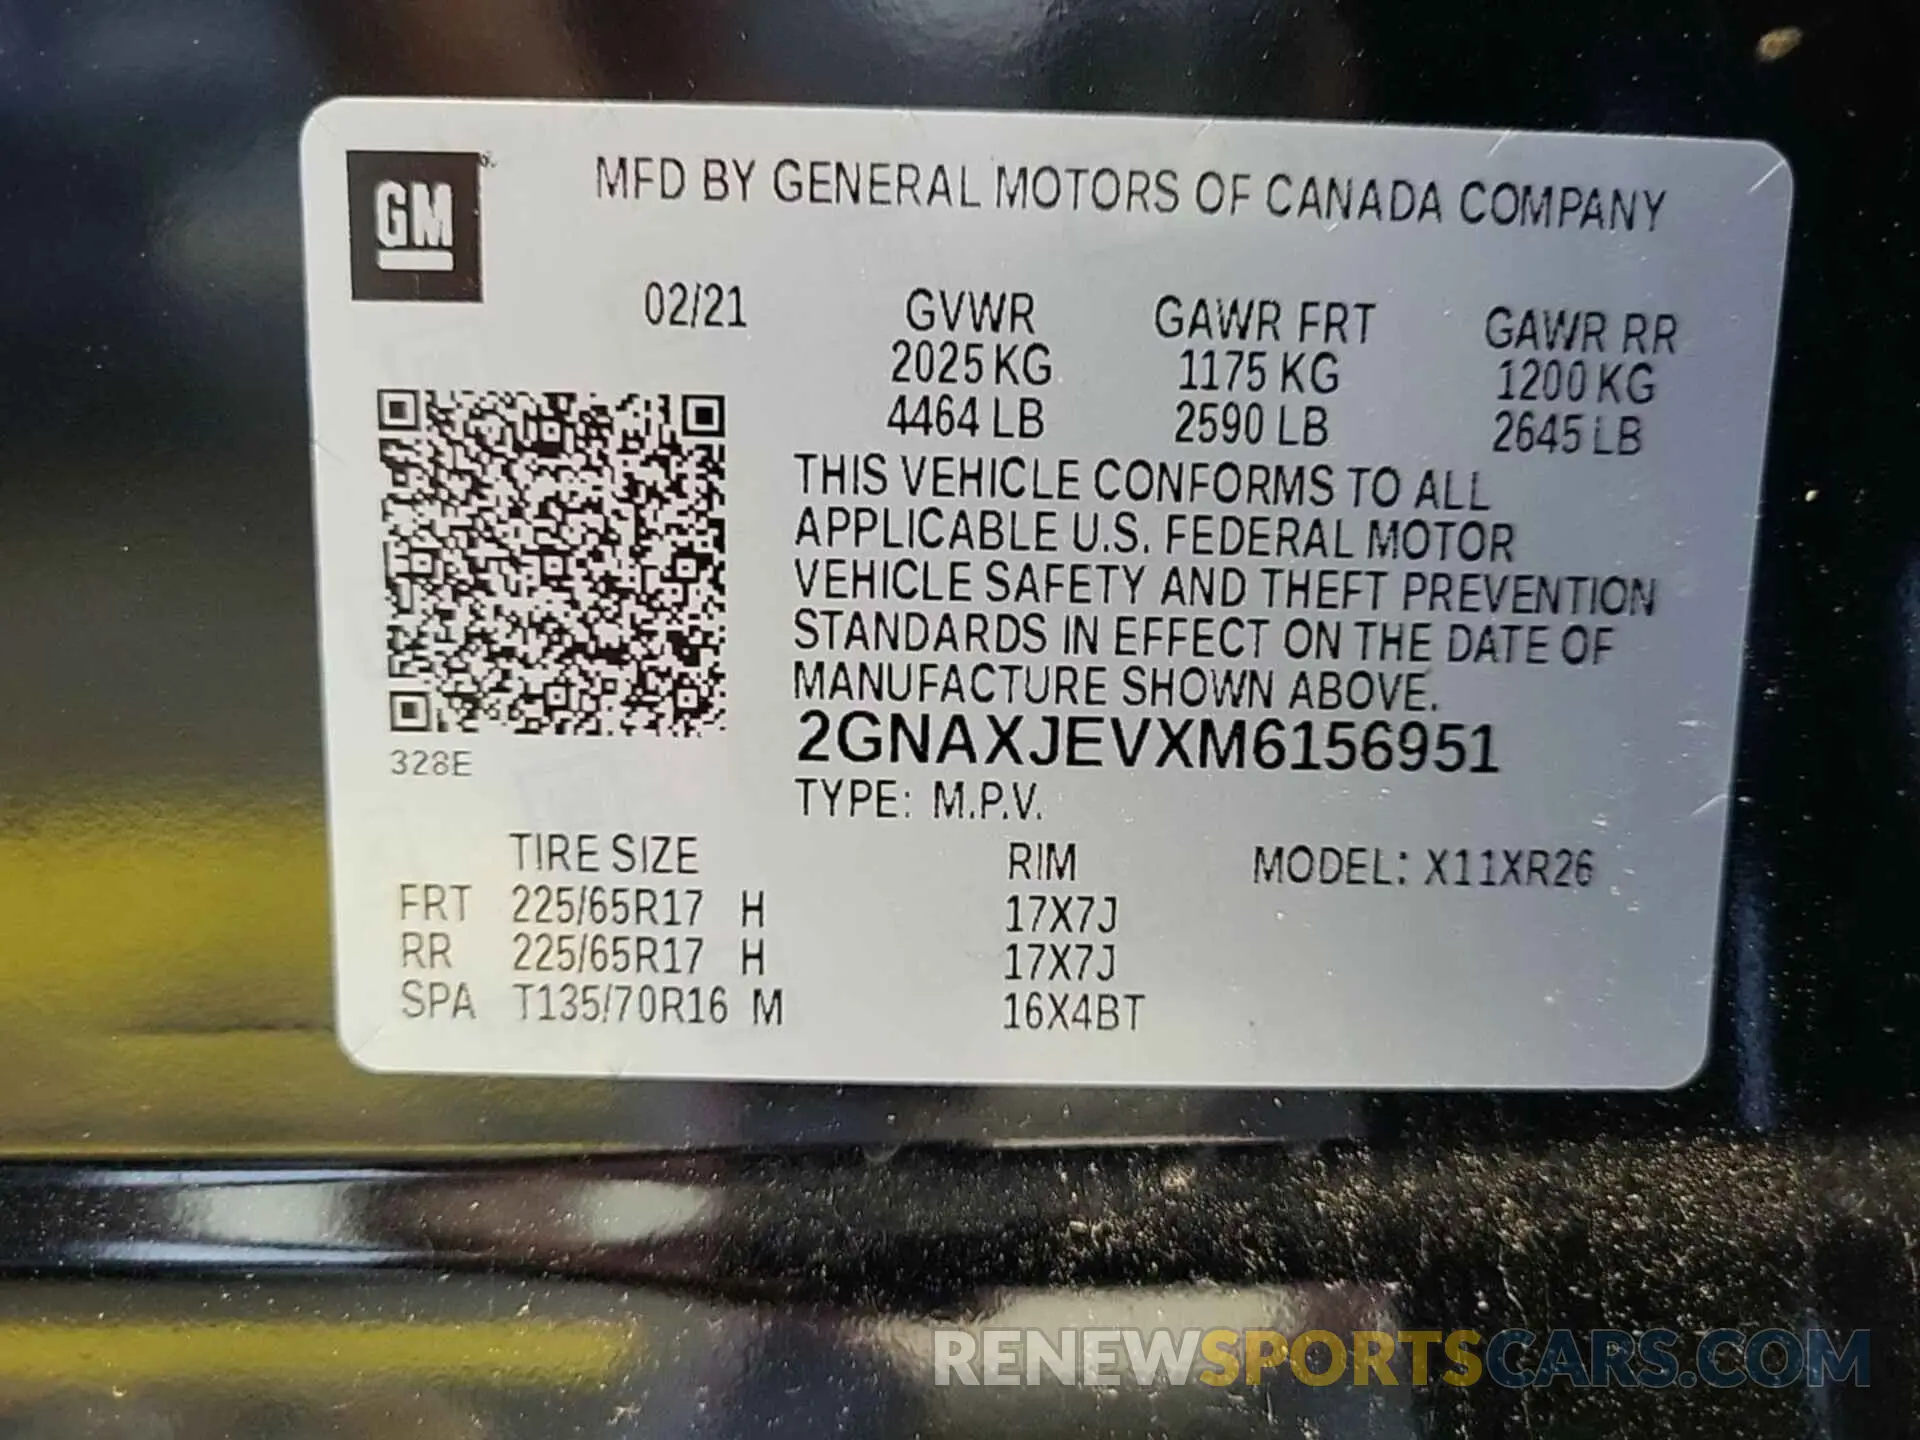 GM
MFD BY GENERAL MOTORS OF CANADA COMPANY
02/21 GVWR GAWR FRT GAWR RR
2025 KG 1175 KG 1200 KG
4464 LB 2590 LB 2645 LB
THIS VEHICLE CONFORMS TO ALL
APPLICABLE U.S. FEDERAL MOTOR
VEHICLE SAFETY AND THEFT PREVENTION
STANDARDS IN EFFECT ON THE DATE OF
MANUFACTURE SHOWN ABOVE.
2GNAXJEVXM6156951
328E
TYPE: M.P.V.
TIRE SIZE RIM MODEL: X11XR26
FRT 225/65R17 H 17X7J
RR 225/65R17 H 17X7J
SPA T135/70R16 M 16X4BT
RENEWSPORTSCARS.COM